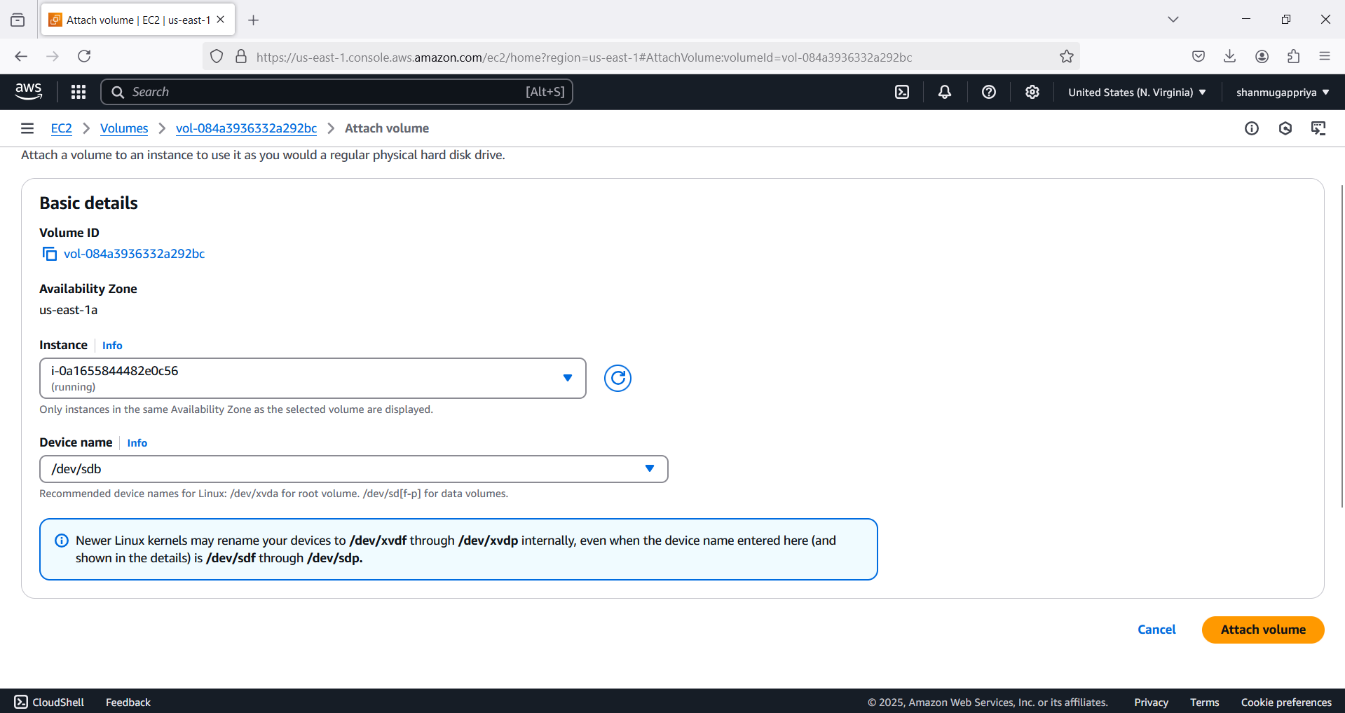 Attach volume | EC2 | us-east-1
https://us-east-1.console.aws.amazon.com/ec2/home?region=us-east-1#AttachVolume:volumeId=vol-084a3936332a292bc
aws
Search [Alt+S]
United States (N. Virginia)
shanmugappriya
EC2 > Volumes > vol-084a3936332a292bc > Attach volume
Attach a volume to an instance to use it as you would a regular physical hard disk drive.
Basic details
Volume ID
vol-084a3936332a292bc
Availability Zone
us-east-1a
Instance Info
i-0a1655844482e0c56
(running)
Only instances in the same Availability Zone as the selected volume are displayed.
Device name Info
/dev/sdb
Recommended device names for Linux: /dev/xvda for root volume. /dev/sd[f-p] for data volumes.
Newer Linux kernels may rename your devices to /dev/xvdf through /dev/xvdp internally, even when the device name entered here (and
shown in the details) is /dev/sdf through /dev/sdp.
Cancel
Attach volume
CloudShell
Feedback
© 2025, Amazon Web Services, Inc. or its affiliates.
Privacy
Terms
Cookie preferences